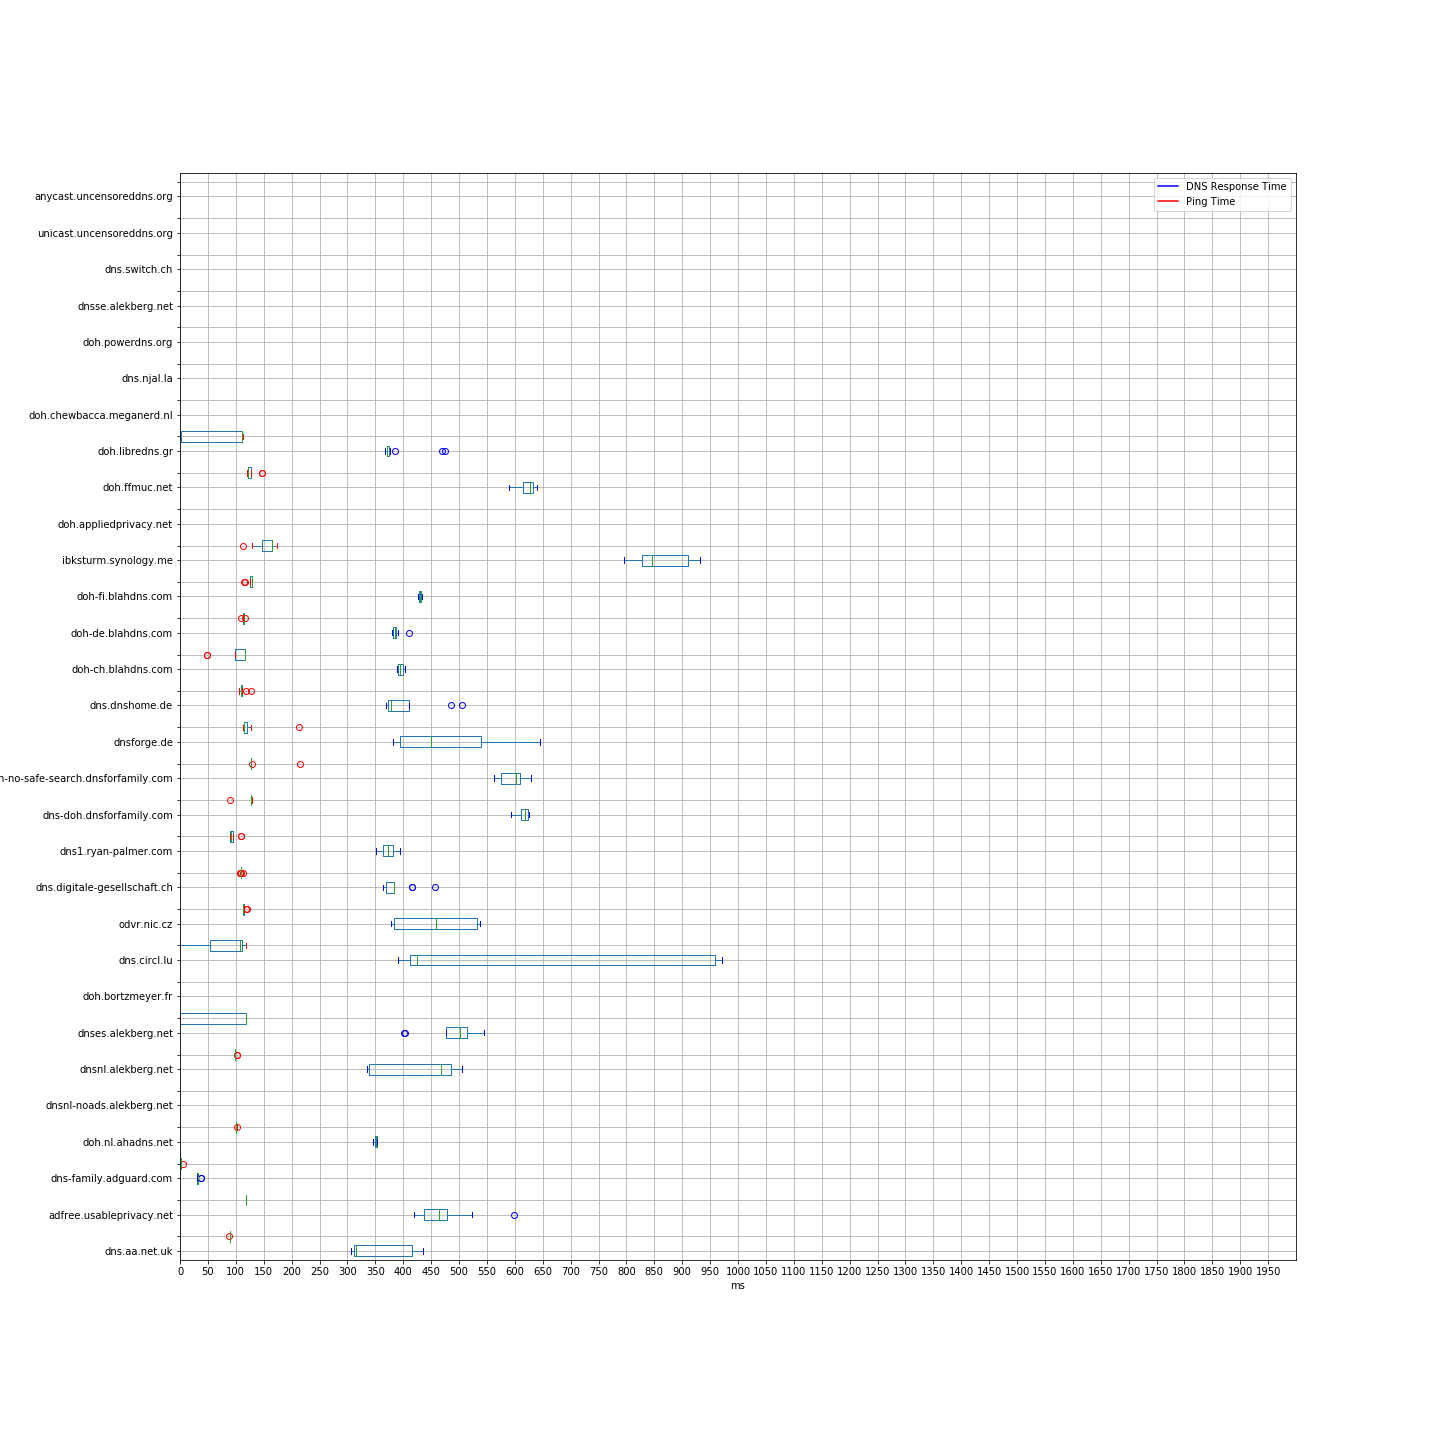 DNS Response Time
Ping Time
anycast.uncensoreddns.org
unicast.uncensoreddns.org
dns.switch.ch
dnsse.alekberg.net
doh.powerdns.org
dns.njal.la
doh.chewbacca.meganerd.nl
doh.libredns.gr
doh.ffmuc.net
doh.appliedprivacy.net
ibksturm.synology.me
doh-fi.blahdns.com
doh-de.blahdns.com
doh-ch.blahdns.com
dns.dnshome.de
dnsforge.de
h-no-safe-search.dnsforfamily.com
dns-doh.dnsforfamily.com
dns1.ryan-palmer.com
dns.digitale-gesellschaft.ch
odvr.nic.cz
dns.circl.lu
doh.bortzmeyer.fr
dnses.alekberg.net
dnsnl.alekberg.net
dnsnl-noads.alekberg.net
doh.nl.ahadns.net
dns-family.adguard.com
adfree.usableprivacy.net
dns.aa.net.uk
0 50 100 150 200 250 300 350 400 450 500 550 600 650 700 750 800 850 900 950 1000 1050 1100 1150 1200 1250 1300 1350 1400 1450 1500 1550 1600 1650 1700 1750 1800 1850 1900 1950
ms